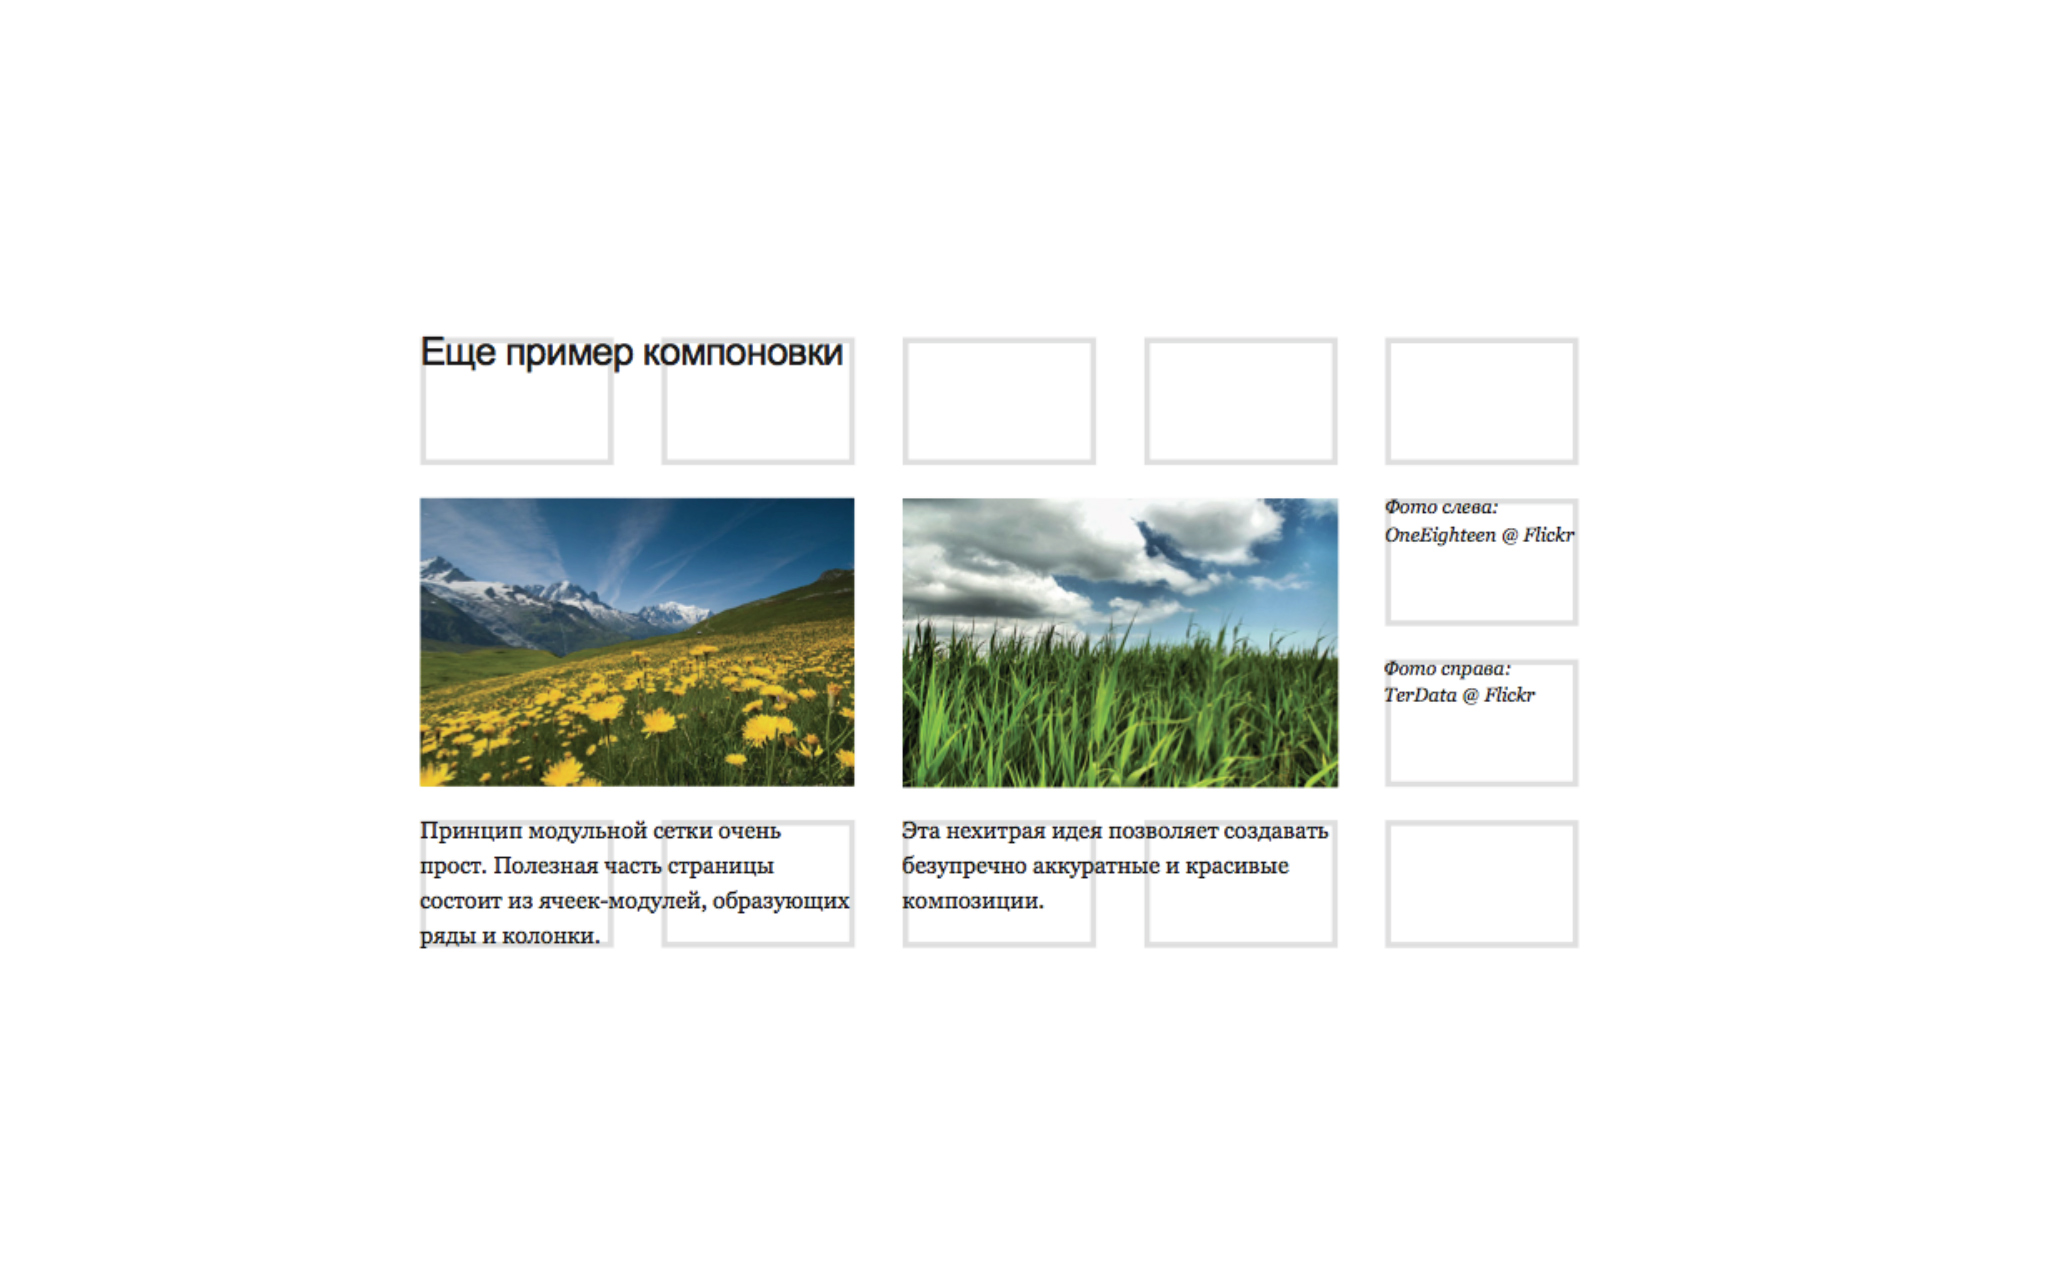 Еще пример компоновки
Фото слева:
OneEighteen @ Flickr
Фото справа:
TerData @ Flickr
Принцип модульной сетки очень
прост. Полезная часть страницы
состоит из ячеек-модулей, образующих
ряды и колонки.
Эта нехитрая идея позволяет создавать
безупречно аккуратные и красивые
композиции.